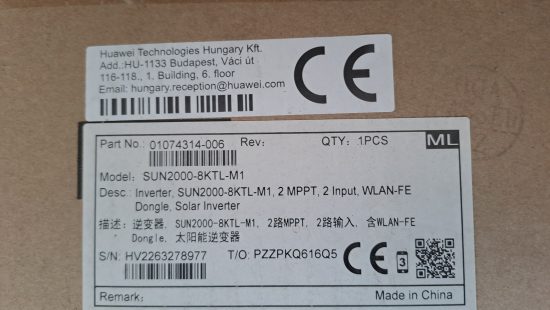 Huawei Technologies Hungary Kft.
Add.:HU-1133 Budapest, Váci út
116-118., 1. Building, 6. floor
Email: hungary.reception@huawei.com
CE
ML
Part No.: 01074314-006 Rev: QTY: 1PCS
Model: SUN2000-8KTL-M1
Desc.: Inverter, SUN2000-8KTL-M1, 2 MPPT, 2 Input, WLAN-FE
Dongle, Solar Inverter
描述: 逆变器, SUN2000-8KTL-M1, 2路MPPT, 2路输入, 含WLAN-FE
Dongle, 太阳能逆变器
S/N: HV2263278977 T/O: PZZPKQ616Q5 CE 3
Remark: Made in China